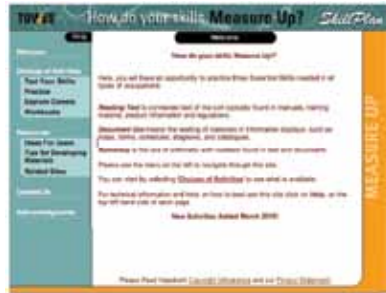 TOWES
How do your skills Measure Up?
SkillPlan
Help
Welcome
Welcome
How do your skills Measure Up?
Choices of Activities
Test Your Skills
Practice
Explore Careers
Workbooks
Resources
Ideas For Users
Tips for Developing
Materials
Related Sites
Contact Us
Acknowledgements
Here, you will have an opportunity to practice three Essential Skills needed in all
types of occupations:
Reading Text is connected text of the sort typically found in manuals, training
material, product information and regulations.
Document Use means the reading of materials in information displays, such as
forms, tables, schedules, diagrams, and catalogues.
Numeracy is the use of arithmetic with numbers found in text and documents.
Please use the menu on the left to navigate through this site.
You can start by selecting 'Choices of Activities' to see what is available.
For technical information and help on how to best use this site click on Help, at the
top left hand side of each page.
New Activities Added March 2010!
Please Read Important Copyright Information and our Privacy Statement.
MEASURE UP!